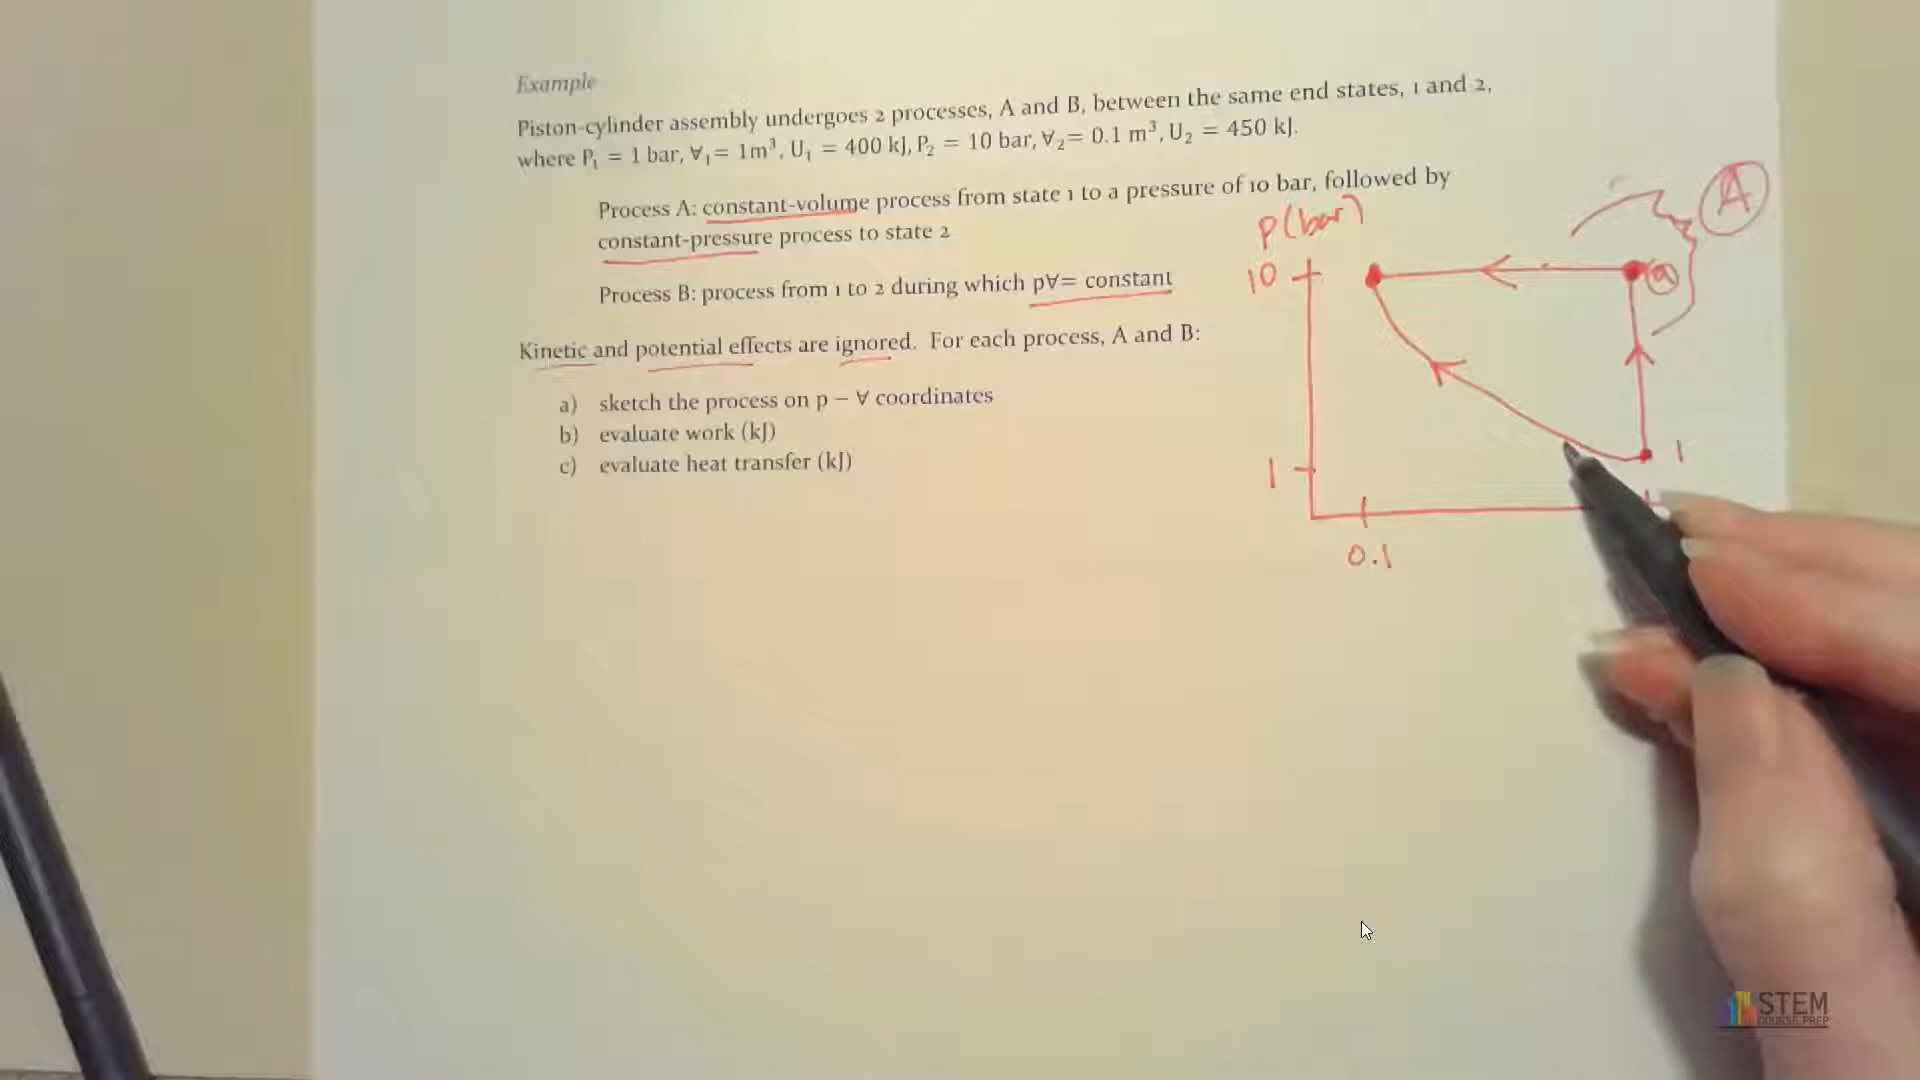 Example
Piston-cylinder assembly undergoes 2 processes, A and B, between the same end states, 1 and 2,
where P₁ = 1 bar, ∀₁= 1m³, U₁ = 400 kJ, P₂ = 10 bar, ∀₂= 0.1 m³, U₂ = 450 kJ.
Process A: constant-volume process from state 1 to a pressure of 10 bar, followed by
constant-pressure process to state 2
Process B: process from 1 to 2 during which p∀= constant
Kinetic and potential effects are ignored. For each process, A and B:
a) sketch the process on p – ∀ coordinates
b) evaluate work (kJ)
c) evaluate heat transfer (kJ)
A
P(bar)
10
a
1
1
0.1
STEM
COURSE PREP